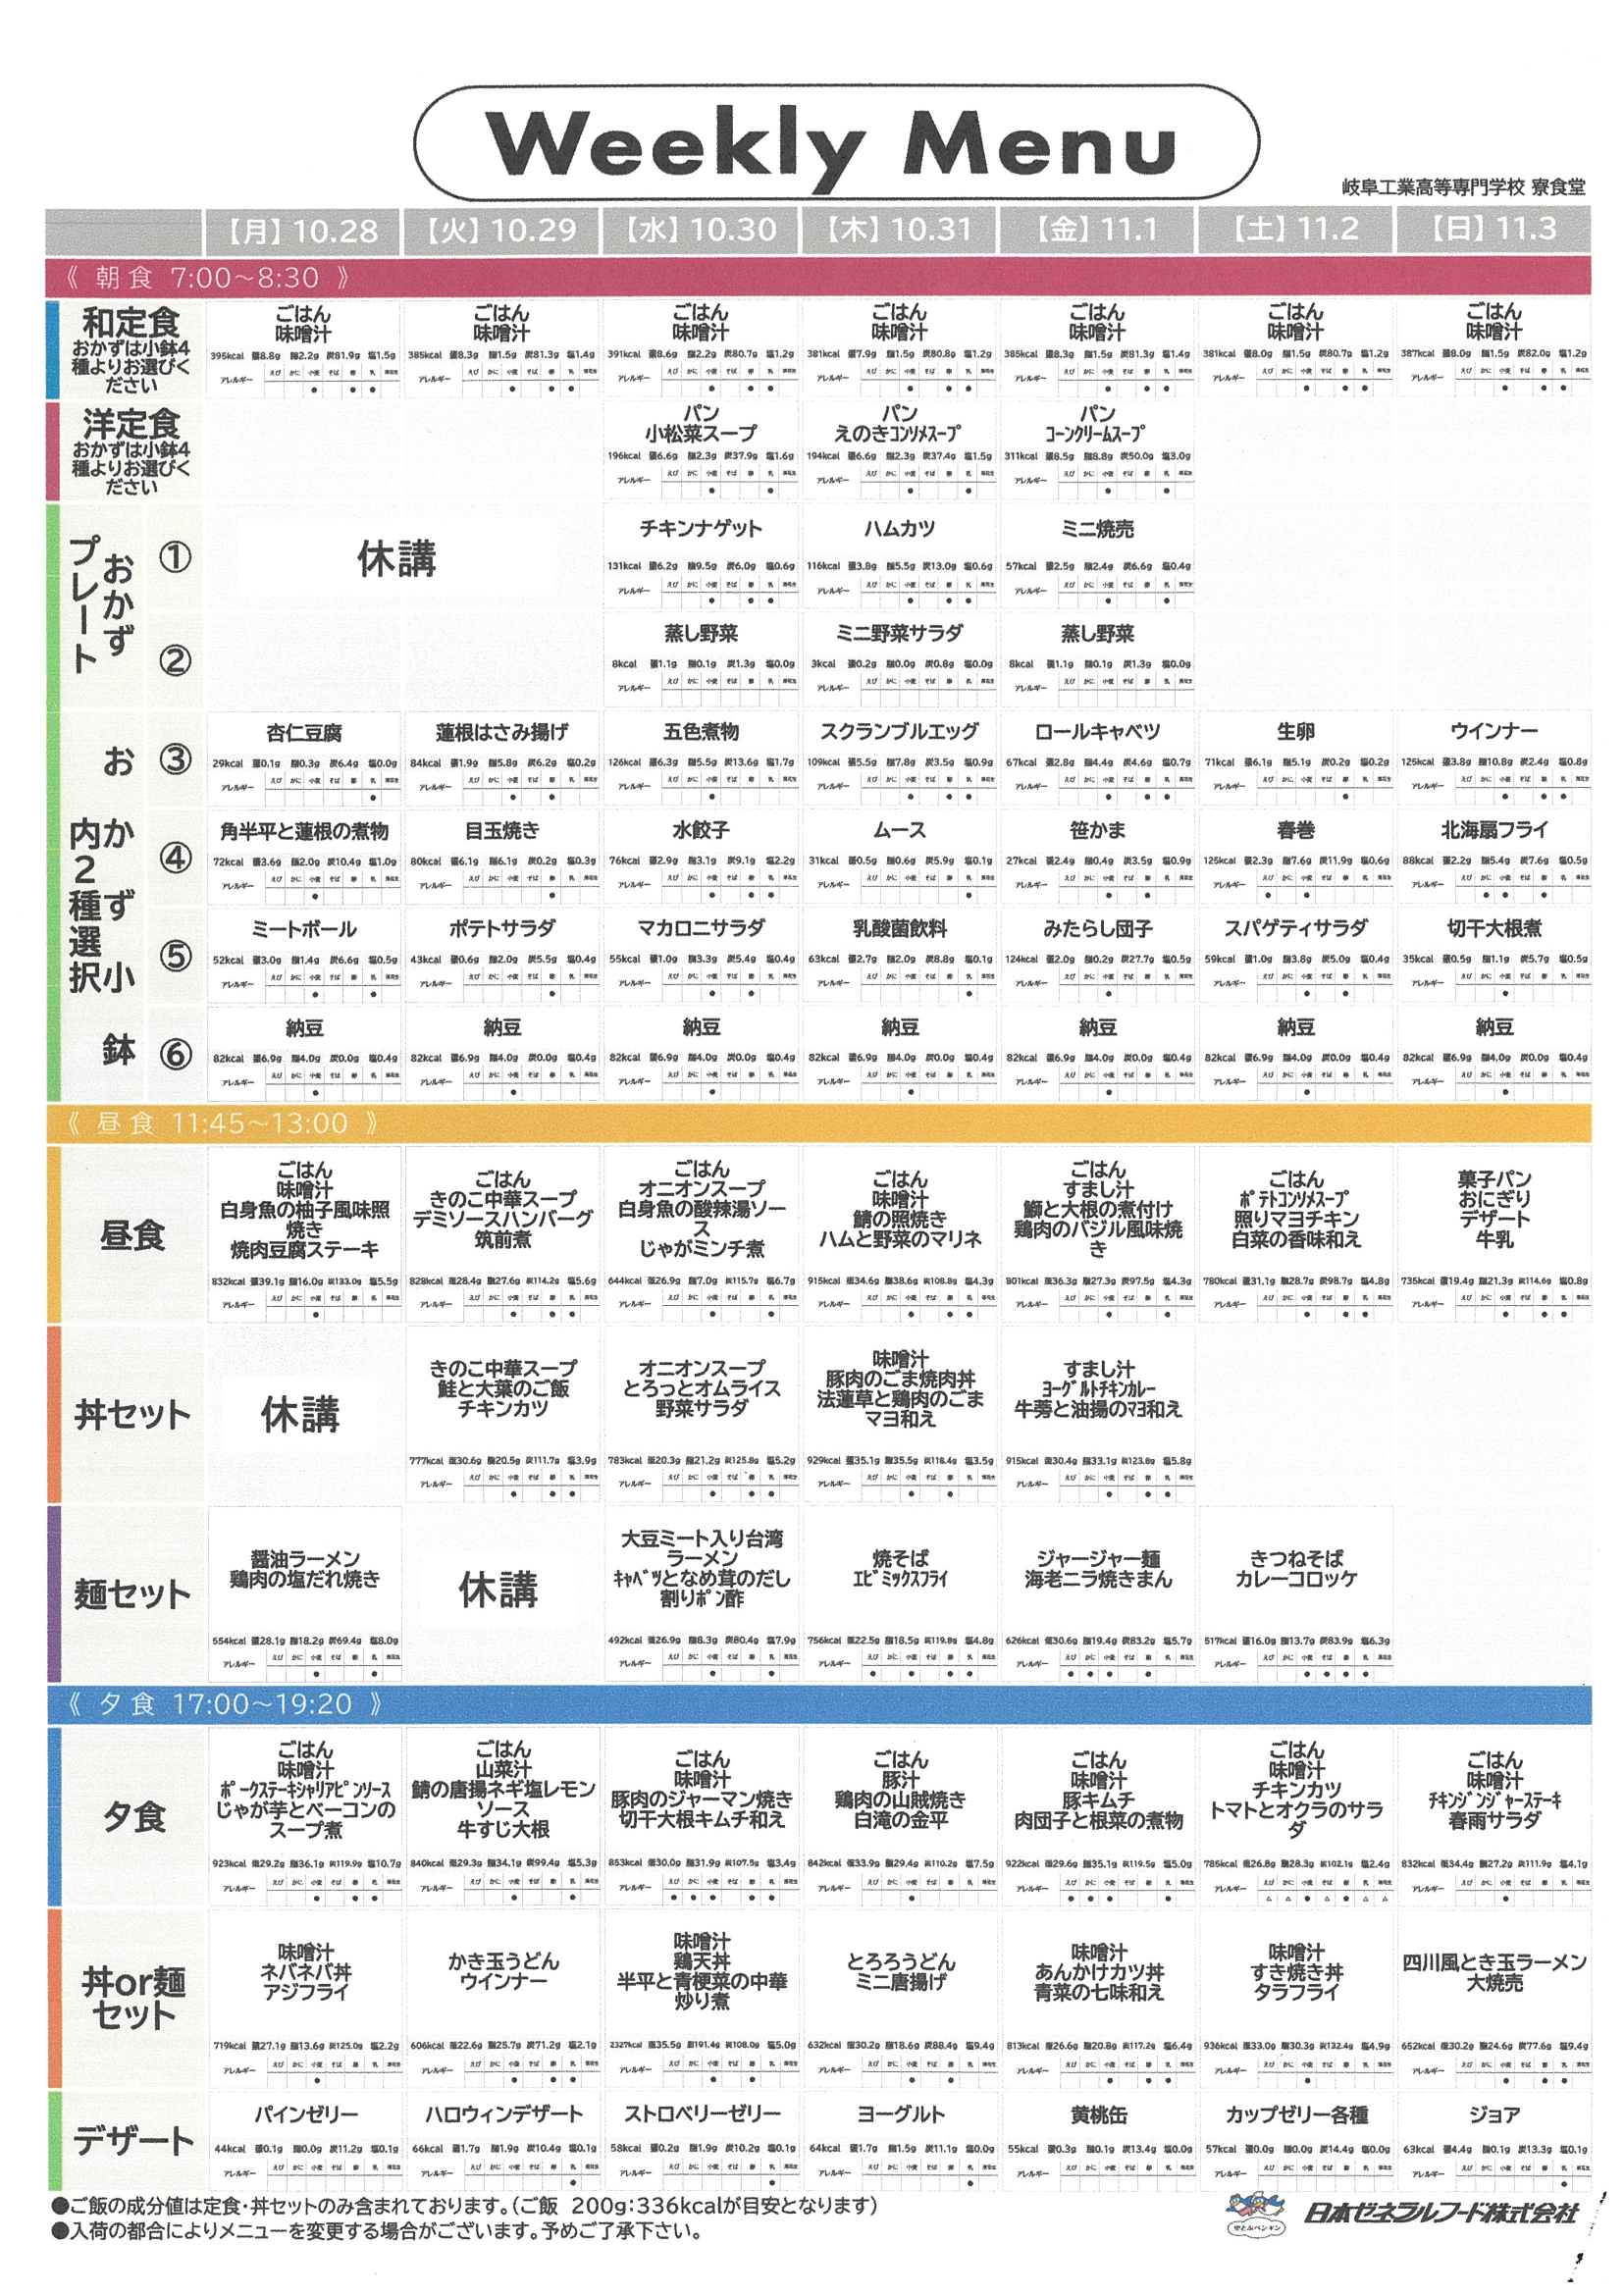 Weekly Menu
岐阜工業高等専門学校 寮食堂
【月】10.28 【火】10.29 【水】10.30 【木】10.31 【金】11.1 【土】11.2 【日】11.3
《 朝食 7:00～8:30 》
和定食
おかずは小鉢4
種よりお選びく
ださい
ごはん ごはん ごはん ごはん ごはん ごはん ごはん
味噌汁 味噌汁 味噌汁 味噌汁 味噌汁 味噌汁 味噌汁
395kcal 蛋8.8g 脂2.2g 炭81.9g 塩1.5g
385kcal 蛋8.3g 脂1.5g 炭81.3g 塩1.4g
391kcal 蛋8.6g 脂2.2g 炭80.7g 塩1.2g
381kcal 蛋7.9g 脂1.5g 炭80.8g 塩1.2g
385kcal 蛋8.3g 脂1.5g 炭81.3g 塩1.4g
381kcal 蛋8.0g 脂1.5g 炭80.7g 塩1.2g
387kcal 蛋8.0g 脂1.5g 炭82.0g 塩1.2g
洋定食
おかずは小鉢4
種よりお選びく
ださい
パン パン パン
小松菜スープ えのきコンソメスープ コーンクリームスープ
196kcal 蛋6.6g 脂2.3g 炭37.9g 塩1.6g
194kcal 蛋6.6g 脂2.3g 炭37.4g 塩1.5g
311kcal 蛋8.5g 脂8.8g 炭50.0g 塩3.0g
おかずプレート
① 休講 チキンナゲット ハムカツ ミニ焼売
131kcal 蛋6.2g 脂9.5g 炭6.0g 塩0.6g
116kcal 蛋3.8g 脂5.5g 炭13.0g 塩0.6g
57kcal 蛋2.5g 脂2.4g 炭6.6g 塩0.4g
② 蒸し野菜 ミニ野菜サラダ 蒸し野菜
8kcal 蛋1.1g 脂0.1g 炭1.3g 塩0.0g
3kcal 蛋0.2g 脂0.0g 炭0.8g 塩0.0g
8kcal 蛋1.1g 脂0.1g 炭1.3g 塩0.0g
おかず小鉢
内2種選択
③ 杏仁豆腐 蓮根はさみ揚げ 五色煮物 スクランブルエッグ ロールキャベツ 生卵 ウインナー
29kcal 蛋0.1g 脂0.3g 炭6.4g 塩0.0g
84kcal 蛋1.9g 脂5.8g 炭6.2g 塩0.2g
126kcal 蛋6.3g 脂5.5g 炭13.6g 塩1.7g
109kcal 蛋5.5g 脂7.8g 炭3.5g 塩0.9g
67kcal 蛋2.8g 脂4.4g 炭4.6g 塩0.7g
71kcal 蛋6.1g 脂5.1g 炭0.2g 塩0.2g
125kcal 蛋3.8g 脂10.8g 炭2.4g 塩0.8g
④ 角半平と蓮根の煮物 目玉焼き 水餃子 ムース 笹かま 春巻 北海扇フライ
72kcal 蛋3.6g 脂2.0g 炭10.4g 塩1.0g
80kcal 蛋6.1g 脂6.1g 炭0.2g 塩0.3g
76kcal 蛋2.9g 脂3.1g 炭9.1g 塩2.2g
31kcal 蛋0.5g 脂0.6g 炭5.9g 塩0.1g
27kcal 蛋2.4g 脂0.4g 炭3.5g 塩0.9g
125kcal 蛋2.3g 脂7.6g 炭11.9g 塩0.6g
88kcal 蛋2.2g 脂5.4g 炭7.6g 塩0.5g
⑤ ミートボール ポテトサラダ マカロニサラダ 乳酸菌飲料 みたらし団子 スパゲティサラダ 切干大根煮
52kcal 蛋3.0g 脂1.4g 炭6.6g 塩0.5g
43kcal 蛋0.6g 脂2.0g 炭5.5g 塩0.4g
55kcal 蛋1.0g 脂3.3g 炭5.4g 塩0.4g
63kcal 蛋2.7g 脂2.0g 炭8.8g 塩0.1g
124kcal 蛋2.0g 脂0.2g 炭27.7g 塩0.5g
59kcal 蛋1.0g 脂3.8g 炭5.0g 塩0.4g
35kcal 蛋0.5g 脂1.1g 炭5.7g 塩0.5g
⑥ 納豆 納豆 納豆 納豆 納豆 納豆 納豆
82kcal 蛋6.9g 脂4.0g 炭0.0g 塩0.4g
82kcal 蛋6.9g 脂4.0g 炭0.0g 塩0.4g
82kcal 蛋6.9g 脂4.0g 炭0.0g 塩0.4g
82kcal 蛋6.9g 脂4.0g 炭0.0g 塩0.4g
82kcal 蛋6.9g 脂4.0g 炭0.0g 塩0.4g
82kcal 蛋6.9g 脂4.0g 炭0.0g 塩0.4g
82kcal 蛋6.9g 脂4.0g 炭0.0g 塩0.4g
《 昼食 11:45～13:00 》
昼食
ごはん
味噌汁
白身魚の柚子風味照
焼き
焼肉豆腐ステーキ
832kcal 蛋39.1g 脂16.0g 炭133.0g 塩5.5g
ごはん
きのこ中華スープ
デミソースハンバーグ
筑前煮
828kcal 蛋28.4g 脂27.6g 炭114.2g 塩5.6g
ごはん
オニオンスープ
白身魚の酸辣湯ソー
ス
じゃがミンチ煮
644kcal 蛋26.9g 脂7.0g 炭115.7g 塩6.7g
ごはん
味噌汁
鯖の照焼き
ハムと野菜のマリネ
915kcal 蛋34.6g 脂38.6g 炭108.8g 塩4.3g
ごはん
すまし汁
鰤と大根の煮付け
鶏肉のバジル風味焼
き
801kcal 蛋36.3g 脂27.3g 炭97.5g 塩4.3g
ごはん
ポテトコンソメスープ
照りマヨチキン
白菜の香味和え
780kcal 蛋31.1g 脂28.7g 炭98.7g 塩4.8g
菓子パン
おにぎり
デザート
牛乳
735kcal 蛋19.4g 脂21.3g 炭114.6g 塩0.8g
丼セット
休講
きのこ中華スープ
鮭と大葉のご飯
チキンカツ
777kcal 蛋30.6g 脂20.5g 炭111.7g 塩3.9g
オニオンスープ
とろっとオムライス
野菜サラダ
783kcal 蛋20.3g 脂21.2g 炭125.8g 塩5.2g
味噌汁
豚肉のごま焼肉丼
法蓮草と鶏肉のごま
マヨ和え
929kcal 蛋35.1g 脂35.5g 炭118.4g 塩3.5g
すまし汁
ヨーグルトチキンカレー
牛蒡と油揚のマヨ和え
915kcal 蛋30.4g 脂33.1g 炭123.8g 塩5.8g
麺セット
醤油ラーメン
鶏肉の塩だれ焼き
554kcal 蛋28.1g 脂18.2g 炭69.4g 塩8.0g
休講
大豆ミート入り台湾
ラーメン
キャベツとなめ茸のだし
割りポン酢
492kcal 蛋26.9g 脂8.3g 炭80.4g 塩7.9g
焼そば
エビミックスフライ
756kcal 蛋22.5g 脂18.5g 炭119.8g 塩4.8g
ジャージャー麺
海老ニラ焼きまん
626kcal 蛋30.6g 脂19.4g 炭83.2g 塩5.7g
きつねそば
カレーコロッケ
517kcal 蛋16.0g 脂13.7g 炭83.9g 塩6.3g
《 夕食 17:00～19:20 》
夕食
ごはん
味噌汁
ポークステーキシャリアピンソース
じゃが芋とベーコンの
スープ煮
923kcal 蛋29.2g 脂36.1g 炭119.9g 塩10.7g
ごはん
山菜汁
鯖の唐揚ネギ塩レモン
ソース
牛すじ大根
840kcal 蛋29.3g 脂34.1g 炭99.4g 塩5.3g
ごはん
味噌汁
豚肉のジャーマン焼き
切干大根キムチ和え
853kcal 蛋30.0g 脂31.9g 炭107.5g 塩3.4g
ごはん
豚汁
鶏肉の山賊焼き
白滝の金平
842kcal 蛋33.9g 脂29.4g 炭110.2g 塩7.5g
ごはん
味噌汁
豚キムチ
肉団子と根菜の煮物
922kcal 蛋29.6g 脂35.1g 炭119.5g 塩5.0g
ごはん
味噌汁
チキンカツ
トマトとオクラのサラ
ダ
786kcal 蛋26.8g 脂28.3g 炭102.1g 塩2.4g
ごはん
味噌汁
チキンジンジャーステーキ
春雨サラダ
832kcal 蛋34.4g 脂27.2g 炭111.9g 塩4.1g
丼or麺
セット
味噌汁
ネバネバ丼
アジフライ
719kcal 蛋27.1g 脂13.6g 炭125.0g 塩2.2g
かき玉うどん
ウインナー
606kcal 蛋22.6g 脂25.7g 炭71.2g 塩2.1g
味噌汁
鶏天丼
半平と青梗菜の中華
炒り煮
2327kcal 蛋35.5g 脂191.4g 炭108.0g 塩5.0g
とろろうどん
ミニ唐揚げ
632kcal 蛋30.2g 脂18.6g 炭88.4g 塩9.4g
味噌汁
あんかけカツ丼
青菜の七味和え
813kcal 蛋26.6g 脂20.8g 炭117.2g 塩6.4g
味噌汁
すき焼き丼
タラフライ
936kcal 蛋33.0g 脂30.3g 炭132.4g 塩4.9g
四川風とき玉ラーメン
大焼売
652kcal 蛋30.2g 脂24.6g 炭77.6g 塩9.4g
デザート
パインゼリー ハロウィンデザート ストロベリーゼリー ヨーグルト 黄桃缶 カップゼリー各種 ジョア
44kcal 蛋0.1g 脂0.0g 炭11.2g 塩0.1g
66kcal 蛋1.7g 脂1.9g 炭10.4g 塩0.1g
58kcal 蛋0.2g 脂1.9g 炭10.2g 塩0.1g
64kcal 蛋1.7g 脂1.5g 炭11.1g 塩0.0g
55kcal 蛋0.3g 脂0.1g 炭13.4g 塩0.0g
57kcal 蛋0.0g 脂0.0g 炭14.4g 塩0.0g
63kcal 蛋4.4g 脂0.1g 炭13.3g 塩0.1g
●ご飯の成分値は定食・丼セットのみ含まれております。（ご飯 200g:336kcalが目安となります）
●入荷の都合によりメニューを変更する場合がございます。予めご了承下さい。
空とぶペンギン
日本ゼネラルフード株式会社